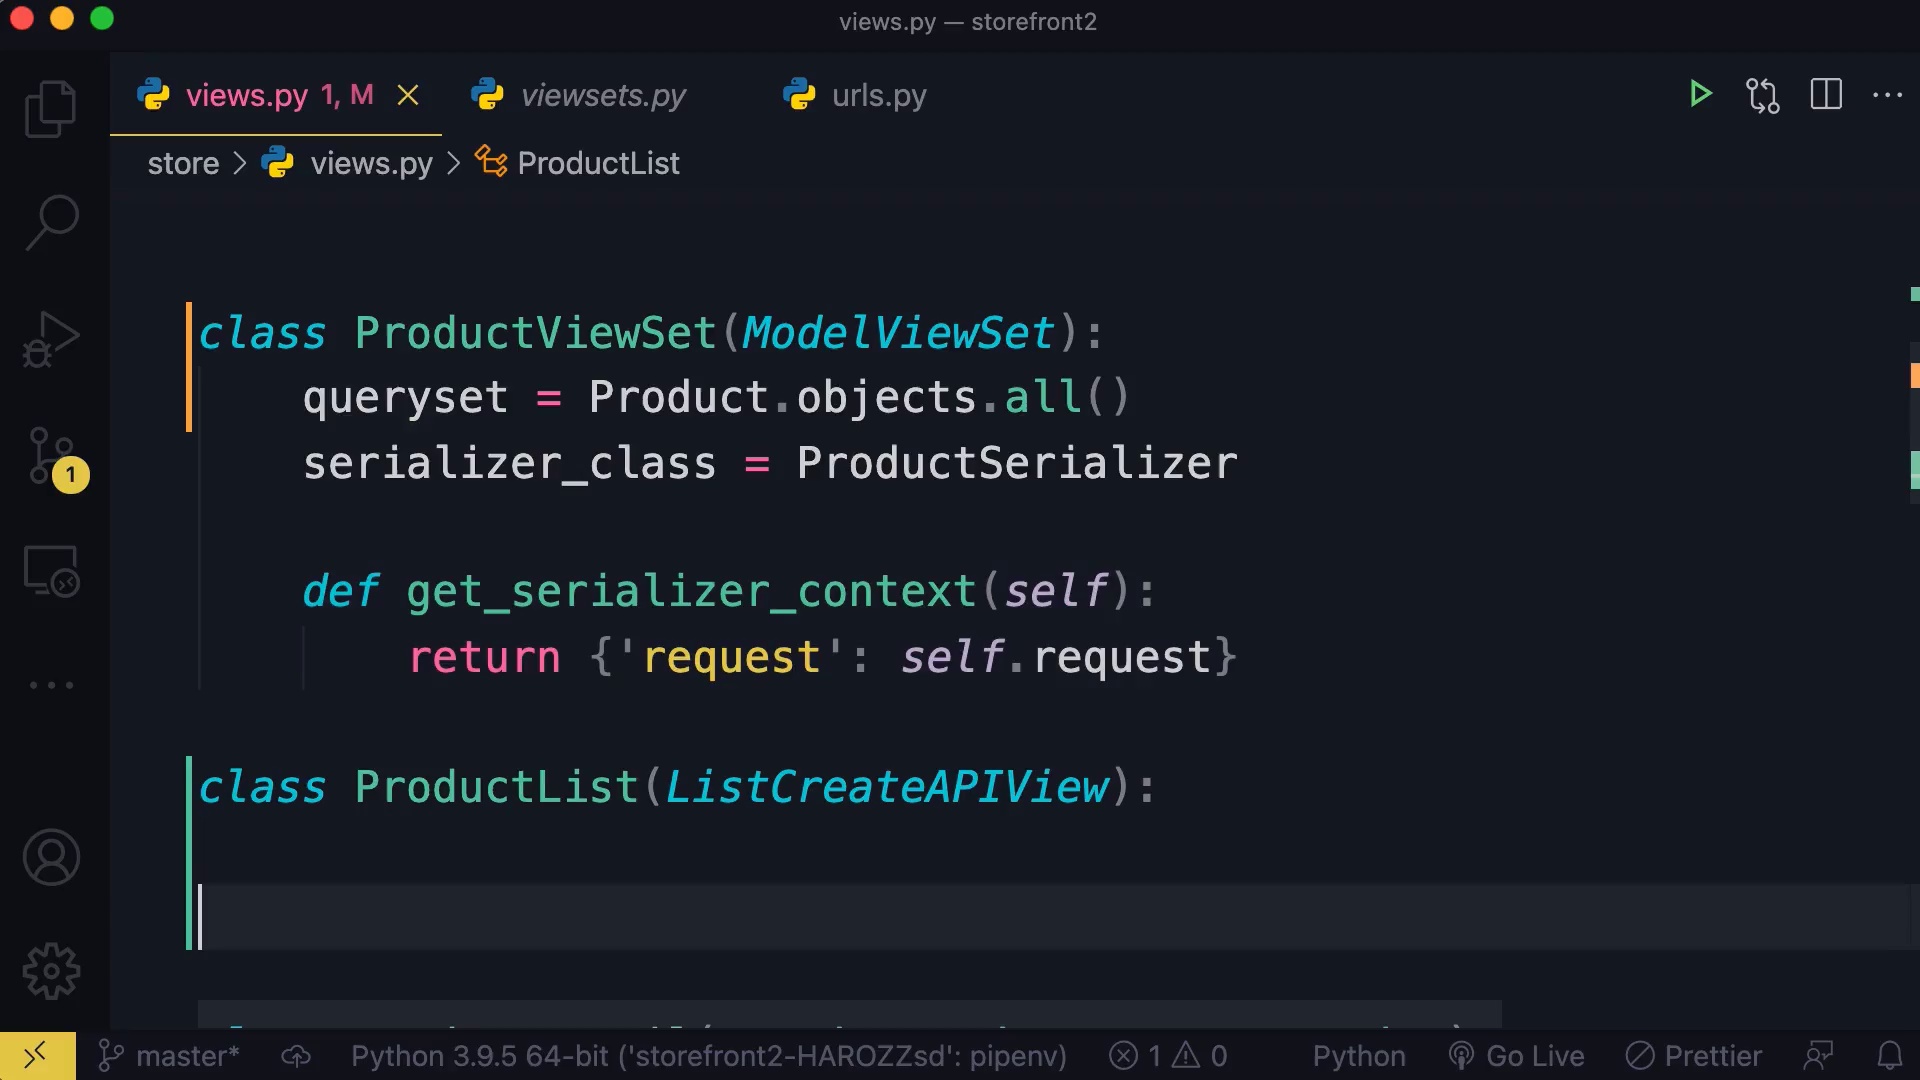 views.py — storefront2
views.py 1, M
viewsets.py
urls.py
store > views.py > ProductList
class ProductViewSet(ModelViewSet):
    queryset = Product.objects.all()
    serializer_class = ProductSerializer
    def get_serializer_context(self):
        return {'request': self.request}
class ProductList(ListCreateAPIView):
1
master*
Python 3.9.5 64-bit ('storefront2-HAROZZsd': pipenv)
1
0
Python
Go Live
Prettier